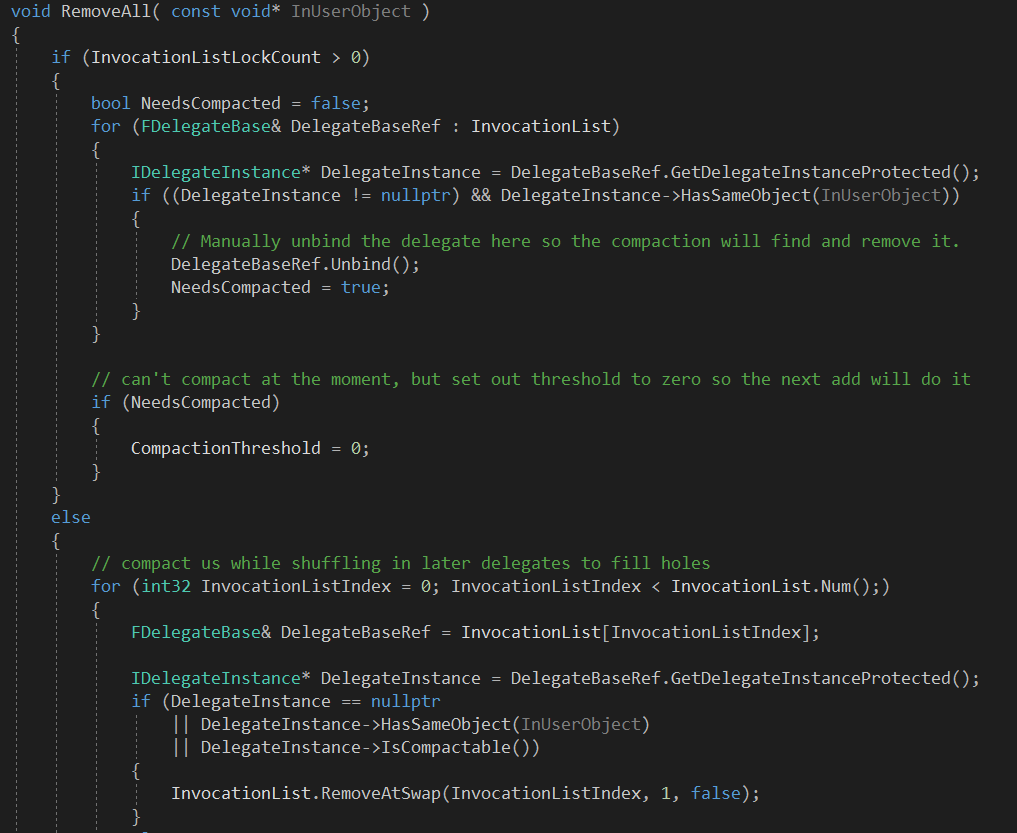 void RemoveAll( const void* InUserObject )
{
if (InvocationListLockCount > 0)
{
bool NeedsCompacted = false;
for (FDelegateBase& DelegateBaseRef : InvocationList)
{
IDelegateInstance* DelegateInstance = DelegateBaseRef.GetDelegateInstanceProtected();
if ((DelegateInstance != nullptr) && DelegateInstance->HasSameObject(InUserObject))
{
// Manually unbind the delegate here so the compaction will find and remove it.
DelegateBaseRef.Unbind();
NeedsCompacted = true;
}
}
// can't compact at the moment, but set out threshold to zero so the next add will do it
if (NeedsCompacted)
{
CompactionThreshold = 0;
}
}
else
{
// compact us while shuffling in later delegates to fill holes
for (int32 InvocationListIndex = 0; InvocationListIndex < InvocationList.Num();)
{
FDelegateBase& DelegateBaseRef = InvocationList[InvocationListIndex];
IDelegateInstance* DelegateInstance = DelegateBaseRef.GetDelegateInstanceProtected();
if (DelegateInstance == nullptr
|| DelegateInstance->HasSameObject(InUserObject)
|| DelegateInstance->IsCompactable())
{
InvocationList.RemoveAtSwap(InvocationListIndex, 1, false);
}